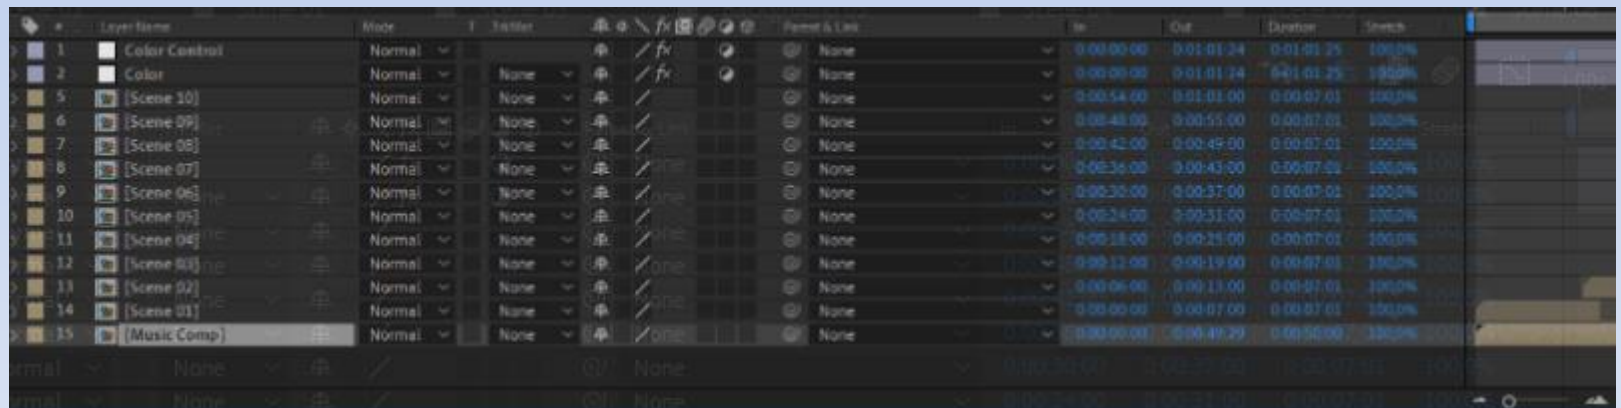 # Layer Name Mode T TrkMat fx Parent & Link In Out Duration Stretch
1 Color Control Normal fx None 0:00:00:00 0:01:01:24 0:01:01:25 100,0%
2 Color Normal None fx None 0:00:00:00 0:01:01:24 0:01:01:25 100,0%
5 [Scene 10] Normal None None 0:00:54:00 0:01:01:00 0:00:07:01 100,0%
6 [Scene 09] Normal None None 0:00:48:00 0:00:55:00 0:00:07:01 100,0%
7 [Scene 08] Normal None None 0:00:42:00 0:00:49:00 0:00:07:01 100,0%
8 [Scene 07] Normal None None 0:00:36:00 0:00:43:00 0:00:07:01 100,0%
9 [Scene 06] Normal None None 0:00:30:00 0:00:37:00 0:00:07:01 100,0%
10 [Scene 05] Normal None None 0:00:24:00 0:00:31:00 0:00:07:01 100,0%
11 [Scene 04] Normal None None 0:00:18:00 0:00:25:00 0:00:07:01 100,0%
12 [Scene 03] Normal None None 0:00:12:00 0:00:19:00 0:00:07:01 100,0%
13 [Scene 02] Normal None None 0:00:06:00 0:00:13:00 0:00:07:01 100,0%
14 [Scene 01] Normal None None 0:00:00:00 0:00:07:00 0:00:07:01 100,0%
15 [Music Comp] Normal None None 0:00:00:00 0:00:49:29 0:00:50:00 100,0%
None None